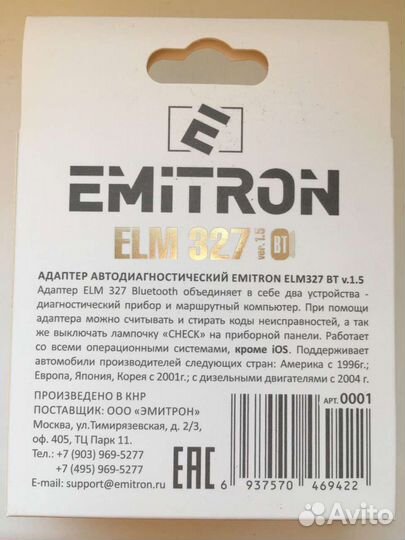 EMITRON
ELM 327 ver. 1.5 BT
АДАПТЕР АВТОДИАГНОСТИЧЕСКИЙ EMITRON ELM327 BT v.1.5
Адаптер ELM 327 Bluetooth объединяет в себе два устройства -
диагностический прибор и маршрутный компьютер. При помощи
адаптера можно считывать и стирать коды неисправностей, а так
же выключать лампочку «CHECK» на приборной панели. Работает
со всеми операционными системами, кроме iOS. Поддерживает
автомобили произведенные следующих стран: Америка с 1996г.;
Европа, Япония, Корея с 2001г.; с дизельными двигателями с 2004 г.
ПРОИЗВЕДЕНО В КНР
ПОСТАВЩИК: ООО «ЭМИТРОН»
Москва, ул.Тимирязевская, д. 2/3,
оф. 405, ТЦ Парк 11.
Тел.: +7 (903) 969-5277
+7 (495) 969-5277
E-mail: support@emitron.ru
EAC
АРТ. 0001
6 937570 469422
Avito